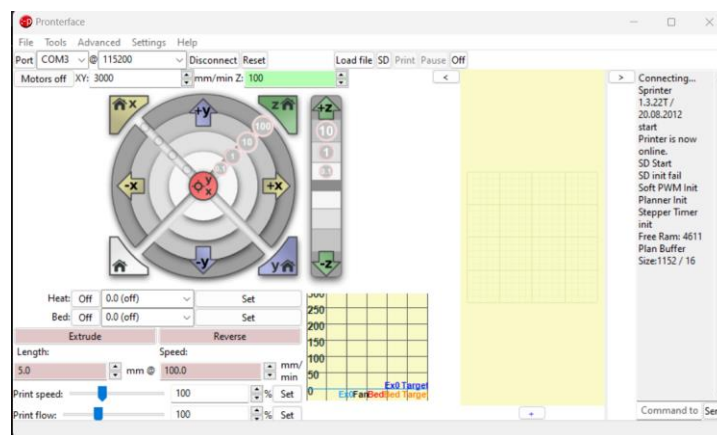 Pronterface
File Tools Advanced Settings Help
Port COM3 @ 115200 Disconnect Reset Load file SD Print Pause Off
Motors off XY: 3000 mm/min Z: 100 < >
x z +y +z
100
10
1
0.1
10
1
0.1
-x y x +x
-y y -z
Heat: Off 0.0 (off) Set
Bed: Off 0.0 (off) Set
Extrude Reverse
Length: Speed:
5.0 mm @ 100.0 mm/
min
Print speed: 100 % Set
Print flow: 100 % Set
300
250
200
150
100
50
0
Ex0 Target
Ex0 Fan Bed Bed Target
+
Connecting...
Sprinter
1.3.22T /
20.08.2012
start
Printer is now
online.
SD Start
SD init fail
Soft PWM Init
Planner Init
Stepper Timer
init
Free Ram: 4611
Plan Buffer
Size:1152 / 16
Command to Ser